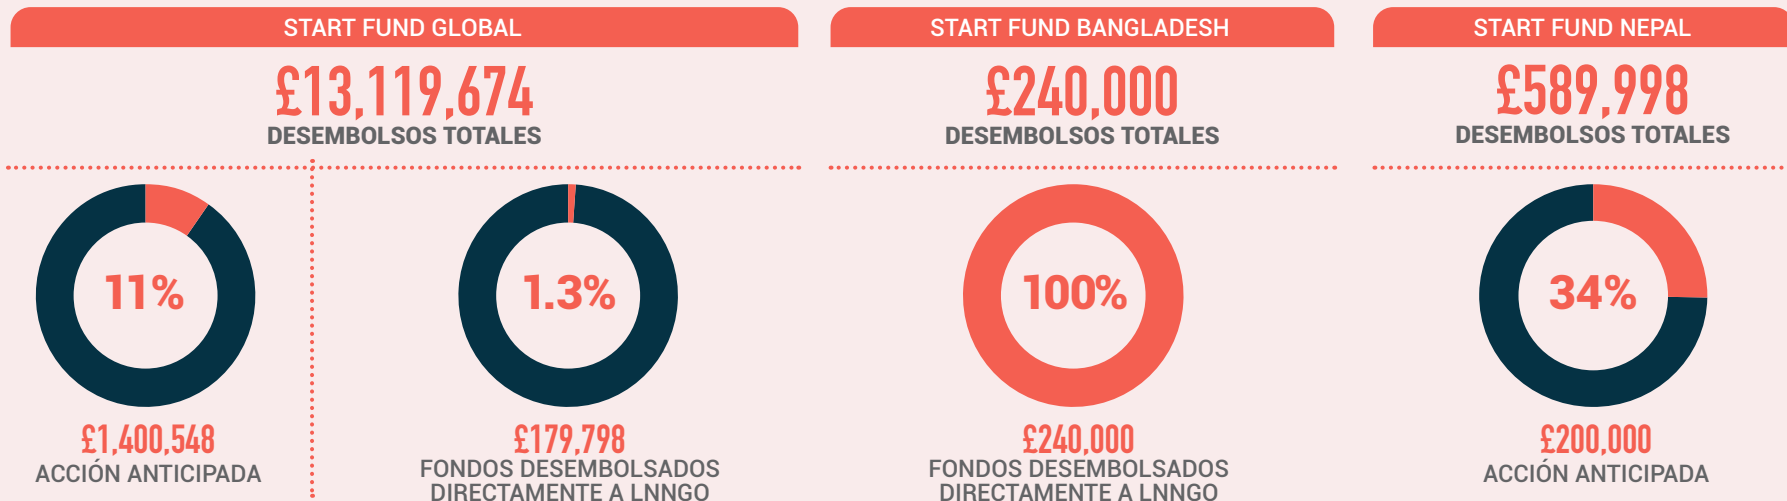 START FUND GLOBAL
£13,119,674
DESEMBOLSOS TOTALES
11%
£1,400,548
ACCIÓN ANTICIPADA
1.3%
£179,798
FONDOS DESEMBOLSADOS
DIRECTAMENTE A LNNGO
START FUND BANGLADESH
£240,000
DESEMBOLSOS TOTALES
100%
£240,000
FONDOS DESEMBOLSADOS
DIRECTAMENTE A LNNGO
START FUND NEPAL
£589,998
DESEMBOLSOS TOTALES
34%
£200,000
ACCIÓN ANTICIPADA